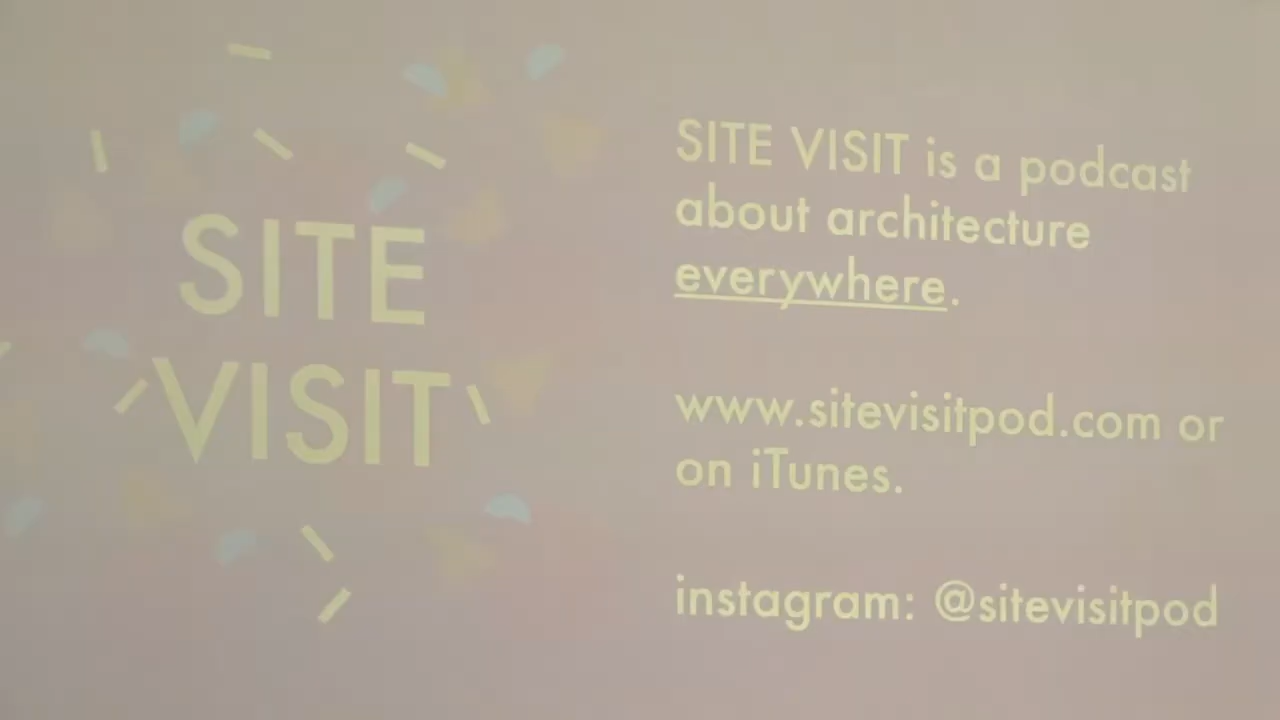 SITE
VISIT
SITE VISIT is a podcast
about architecture
everywhere.
www.sitevisitpod.com or
on iTunes.
instagram: @sitevisitpod